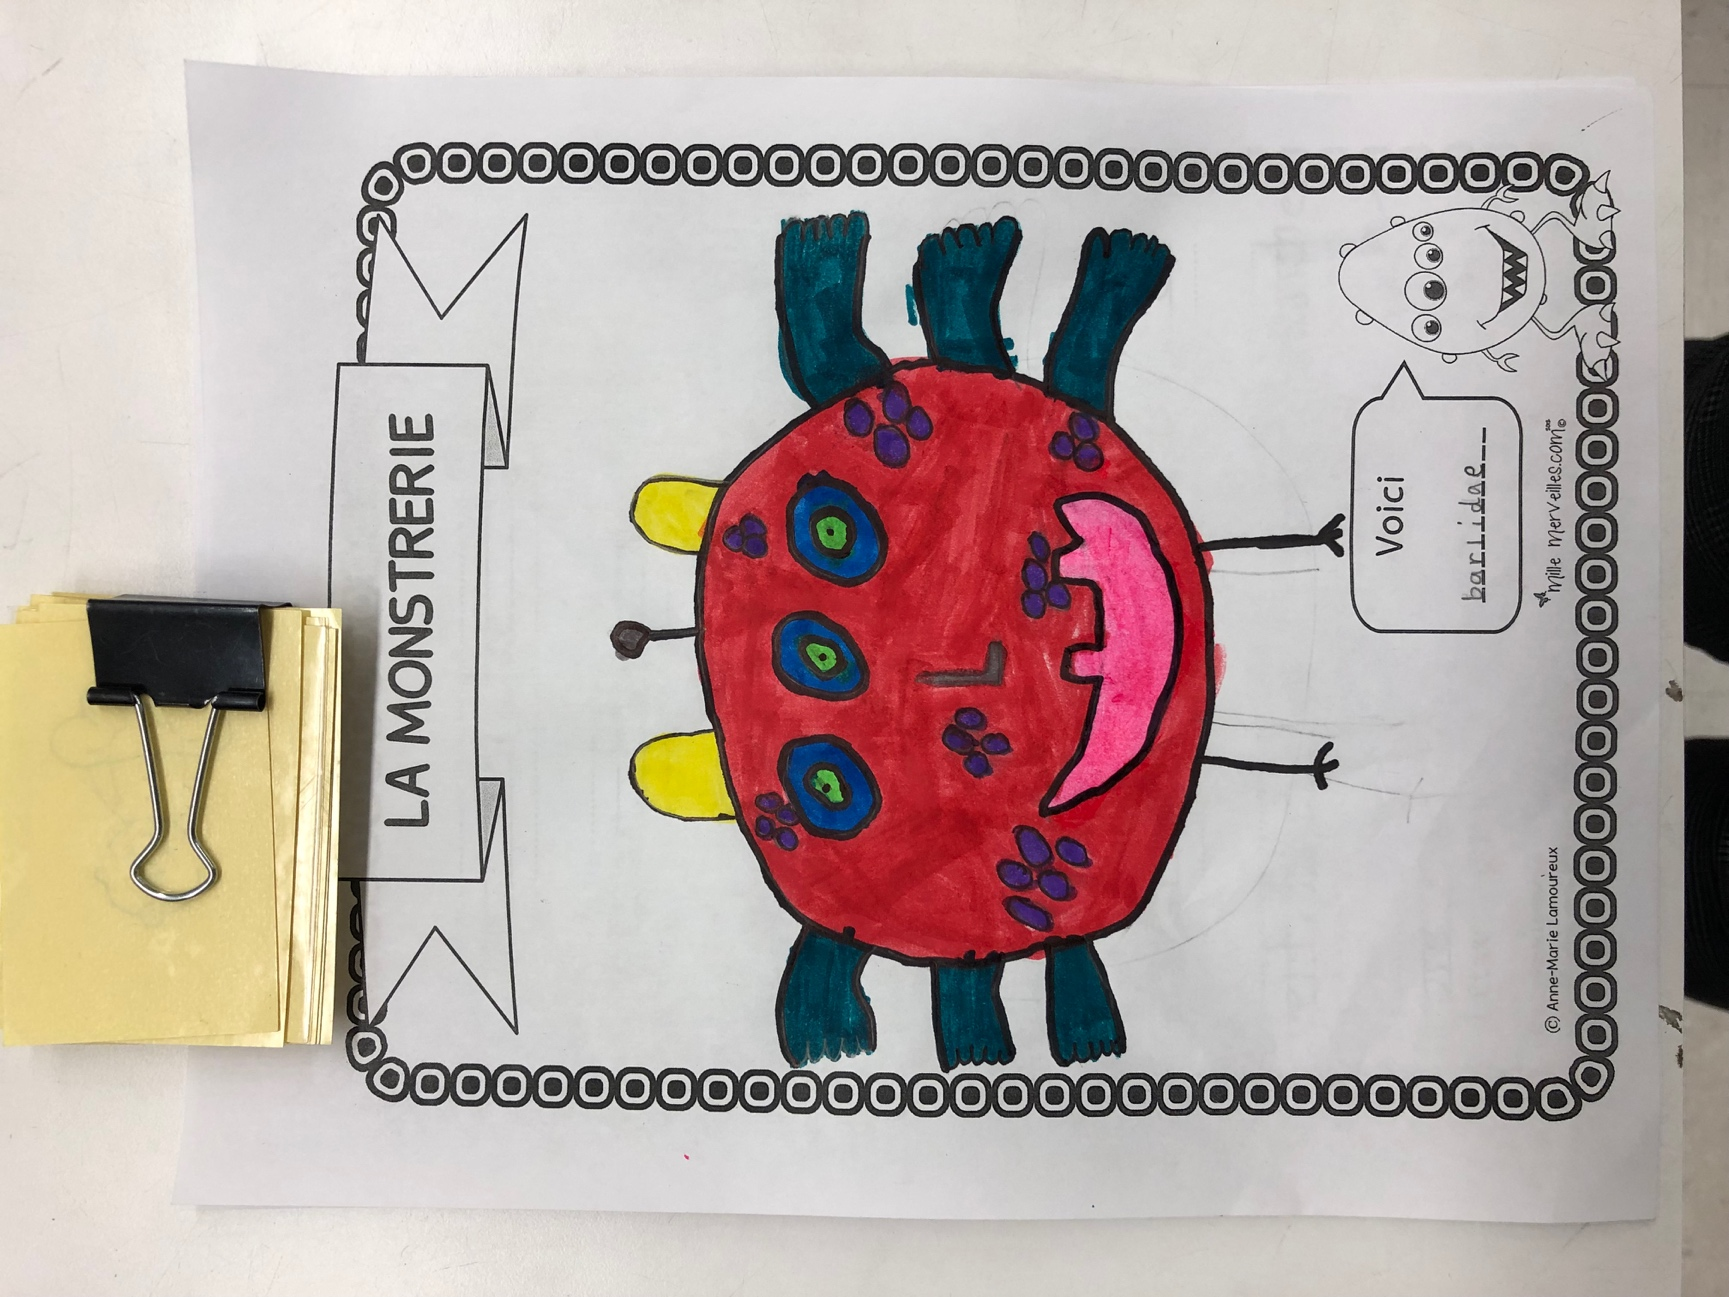 LA MONSTRERIE
Voici
barlidae
Mille Merveilles.com
© Anne-Marie Lamoureux